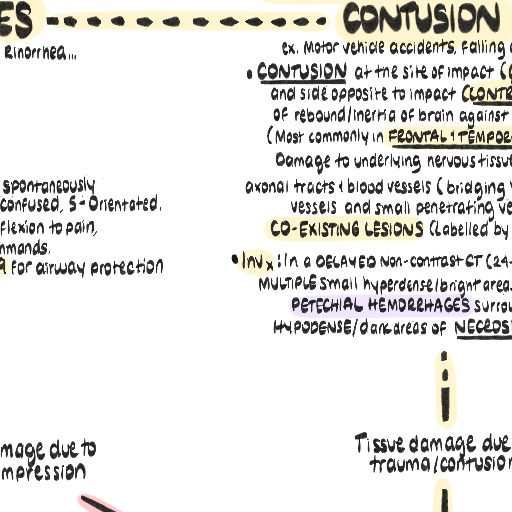 ES
CONTUSION
Rinorrhea...
ex. Motor vehicle accidents, Falling
• CONTUSION at the site of impact (
and side opposite to impact (CONTR
of rebound/inertia of brain against
(Most commonly in FRONTAL & TEMPOR
Damage to underlying nervous tissu
axonal tracts & blood vessels (bridging
vessels and small penetrating ve
CO-EXISTING LESIONS (Labelled by
spontaneously
confused, 5-Orientated.
flexion to pain,
mmands.
for airway protection
• Invx: In a DELAYED Non-contrast CT (24-
MULTIPLE small hyperdense/bright areas
PETECHIAL HEMORRHAGES surrou
HYPODENSE/dark areas of NECROS
mage due to
mpression
Tissue damage due
trauma/contusion